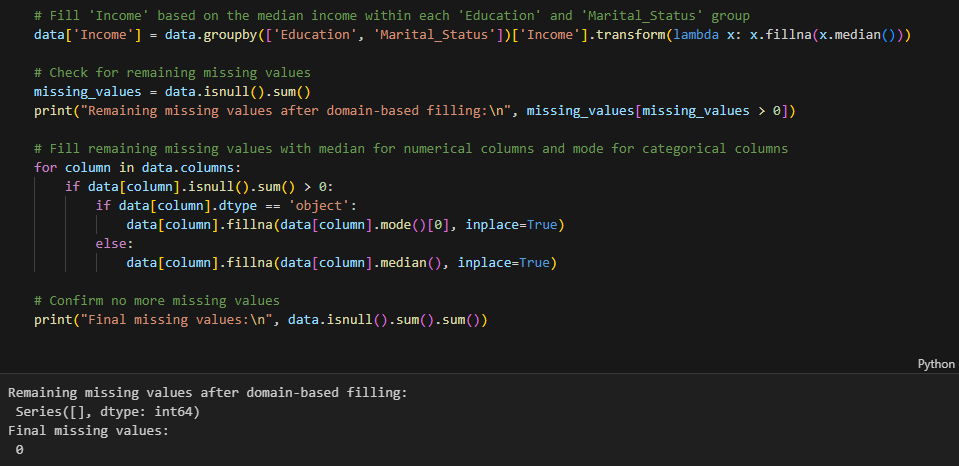 # Fill 'Income' based on the median income within each 'Education' and 'Marital_Status' group
data['Income'] = data.groupby(['Education', 'Marital_Status'])['Income'].transform(lambda x: x.fillna(x.median()))
# Check for remaining missing values
missing_values = data.isnull().sum()
print("Remaining missing values after domain-based filling:\n", missing_values[missing_values > 0])
# Fill remaining missing values with median for numerical columns and mode for categorical columns
for column in data.columns:
    if data[column].isnull().sum() > 0:
        if data[column].dtype == 'object':
            data[column].fillna(data[column].mode()[0], inplace=True)
        else:
            data[column].fillna(data[column].median(), inplace=True)
# Confirm no more missing values
print("Final missing values:\n", data.isnull().sum().sum())
Python
Remaining missing values after domain-based filling:
 Series([], dtype: int64)
Final missing values:
 0